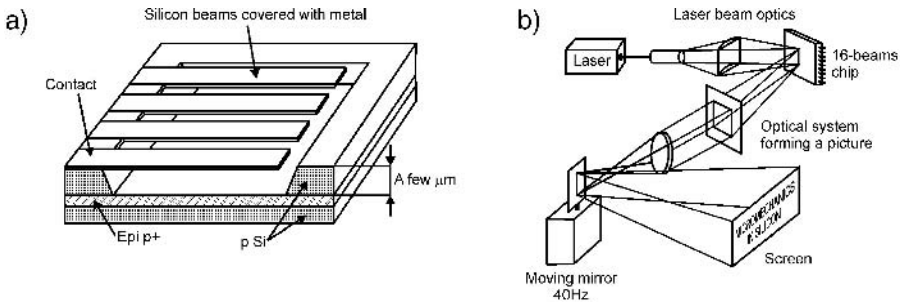 a)
Silicon beams covered with metal
Contact
A few μm
Epi p+
p Si
b)
Laser beam optics
Laser
16-beams
chip
Optical system
forming a picture
MICROMECHANICS
IN SILICON
Screen
Moving mirror
40Hz